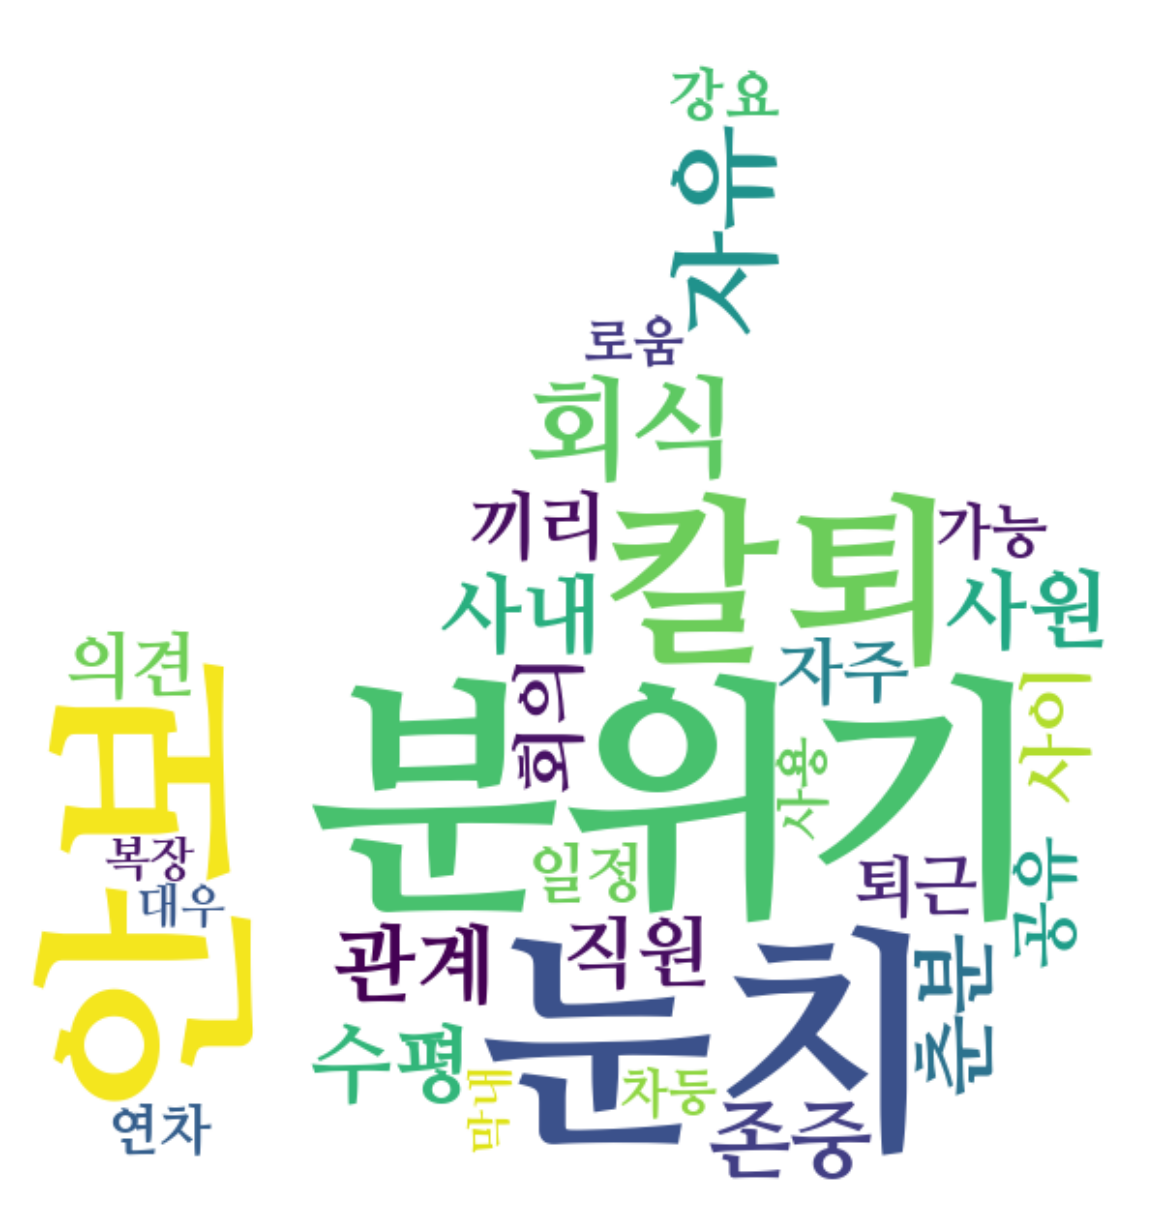 강요
자유
로움
회식
끼리
칼퇴
가능
사내
사원
의견
자주
회의
분위기
사이
안보
사용
복장
일정
퇴근
공유
대우
관계
직원
눈치
춘분
수평
막내
차등
존중
연차